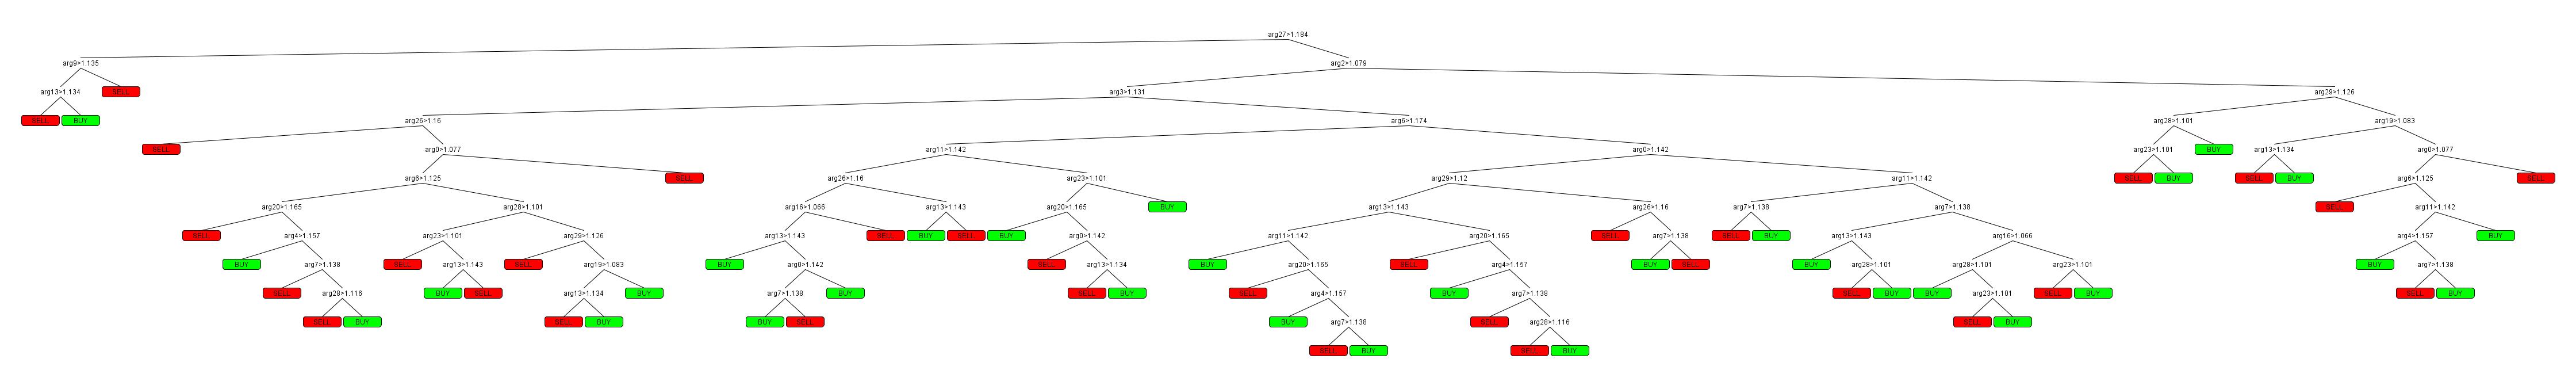 arg27>1.184
arg9>1.135 arg2>1.079
arg13>1.134 SELL arg3>1.131 arg29>1.126
SELL BUY arg26>1.16 arg6>1.174 arg28>1.101 arg19>1.083
SELL arg0>1.077 arg11>1.142 arg0>1.142 arg23>1.101 BUY arg13>1.134 arg0>1.077
arg6>1.125 SELL arg26>1.16 arg23>1.101 arg29>1.12 arg11>1.142 SELL BUY SELL BUY arg6>1.125 SELL
arg20>1.165 arg28>1.101 arg16>1.066 arg13>1.143 arg20>1.165 BUY arg13>1.143 arg26>1.16 arg7>1.138 arg7>1.138 SELL arg11>1.142
SELL arg4>1.157 arg23>1.101 arg29>1.126 arg13>1.143 SELL BUY SELL BUY arg0>1.142 arg11>1.142 arg20>1.165 SELL arg7>1.138 SELL BUY arg13>1.143 arg16>1.066 arg4>1.157 BUY
BUY arg7>1.138 SELL arg13>1.143 SELL arg19>1.083 BUY arg0>1.142 SELL arg13>1.134 BUY arg20>1.165 SELL arg4>1.157 BUY SELL BUY arg28>1.101 arg28>1.101 arg23>1.101 BUY arg7>1.138
SELL arg28>1.116 BUY SELL arg13>1.134 BUY arg7>1.138 BUY SELL BUY SELL arg4>1.157 BUY arg7>1.138 SELL BUY BUY arg23>1.101 SELL BUY SELL BUY
SELL BUY SELL BUY BUY SELL BUY arg7>1.138 SELL arg28>1.116 SELL BUY
SELL BUY SELL BUY